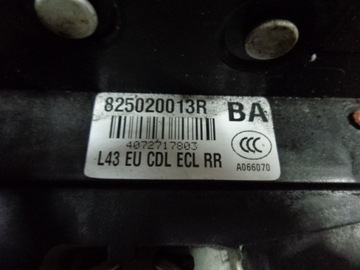 825020013R BA
4072717803
L43 EU CDL ECL RR
CCC
A066070